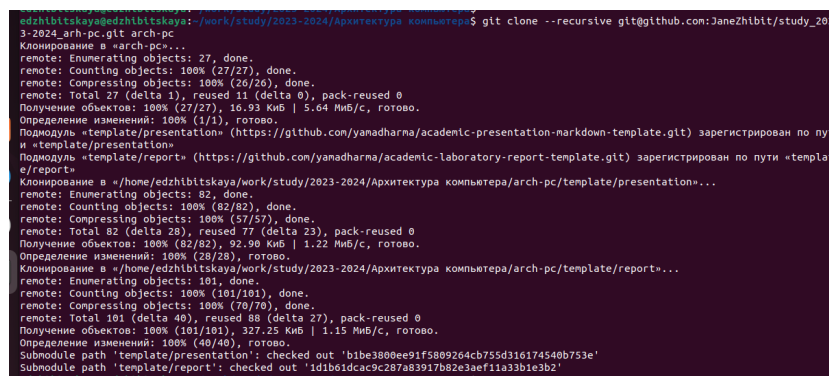 edzhibitskaya@edzhibitskaya:~/work/study/2023-2024/Архитектура компьютера$
edzhibitskaya@edzhibitskaya:~/work/study/2023-2024/Архитектура компьютера$ git clone --recursive git@github.com:JaneZhibit/study_202
3-2024_arh-pc.git arch-pc
Клонирование в «arch-pc»...
remote: Enumerating objects: 27, done.
remote: Counting objects: 100% (27/27), done.
remote: Compressing objects: 100% (26/26), done.
remote: Total 27 (delta 1), reused 11 (delta 0), pack-reused 0
Получение объектов: 100% (27/27), 16.93 КиБ | 5.64 МиБ/с, готово.
Определение изменений: 100% (1/1), готово.
Подмодуль «template/presentation» (https://github.com/yamadharma/academic-presentation-markdown-template.git) зарегистрирован по пут
и «template/presentation»
Подмодуль «template/report» (https://github.com/yamadharma/academic-laboratory-report-template.git) зарегистрирован по пути «templat
e/report»
Клонирование в «/home/edzhibitskaya/work/study/2023-2024/Архитектура компьютера/arch-pc/template/presentation»...
remote: Enumerating objects: 82, done.
remote: Counting objects: 100% (82/82), done.
remote: Compressing objects: 100% (57/57), done.
remote: Total 82 (delta 28), reused 77 (delta 23), pack-reused 0
Получение объектов: 100% (82/82), 92.90 КиБ | 1.22 МиБ/с, готово.
Определение изменений: 100% (28/28), готово.
Клонирование в «/home/edzhibitskaya/work/study/2023-2024/Архитектура компьютера/arch-pc/template/report»...
remote: Enumerating objects: 101, done.
remote: Counting objects: 100% (101/101), done.
remote: Compressing objects: 100% (70/70), done.
remote: Total 101 (delta 40), reused 88 (delta 27), pack-reused 0
Получение объектов: 100% (101/101), 327.25 КиБ | 1.15 МиБ/с, готово.
Определение изменений: 100% (40/40), готово.
Submodule path 'template/presentation': checked out 'b1be3800ee91f5809264cb755d316174540b753e'
Submodule path 'template/report': checked out '1d1b61dcac9c287a83917b82e3aef11a33b1e3b2'